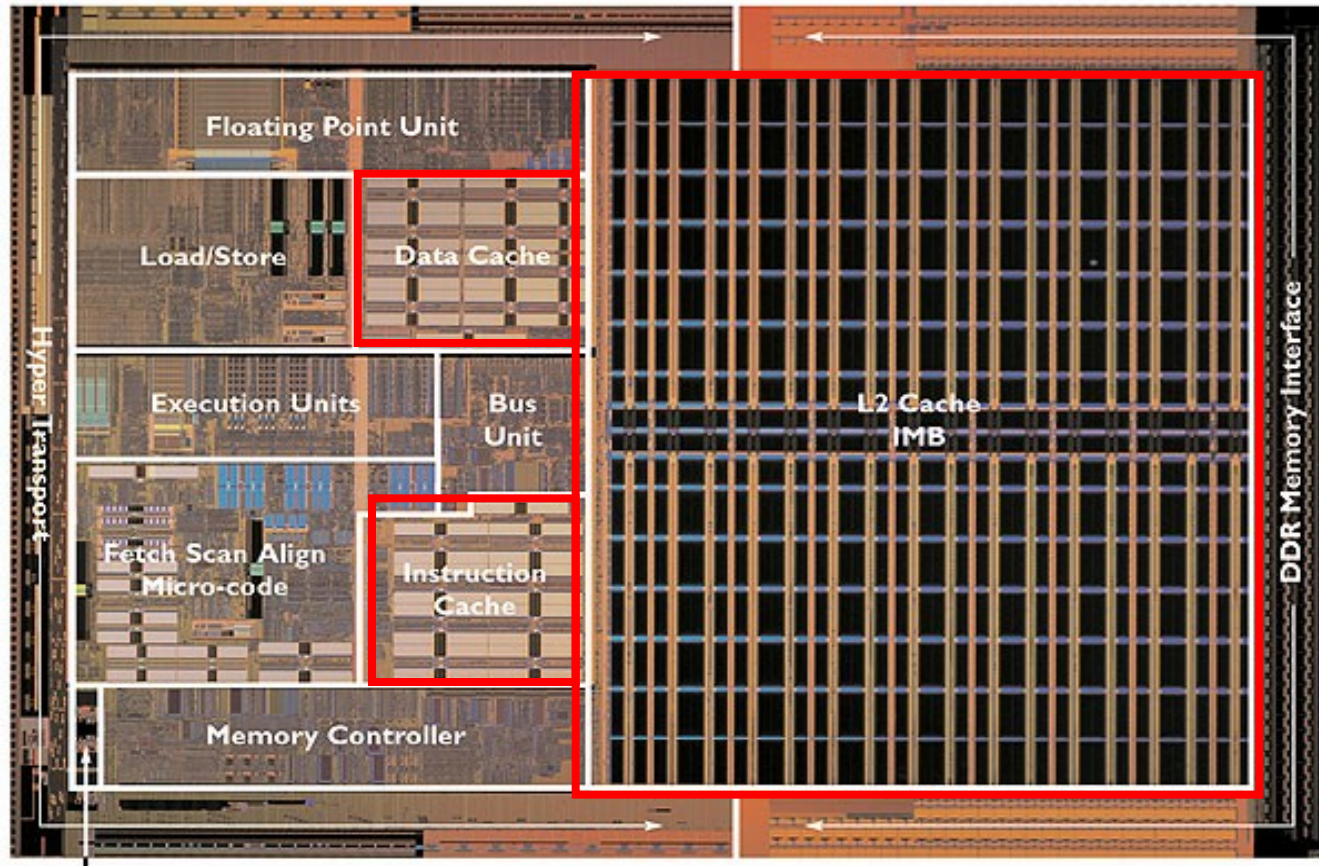 Floating Point Unit
Load/Store
Data Cache
Hyper Transport
Execution Units
Bus
Unit
L2 Cache
IMB
DDR Memory Interface
Fetch Scan Align
Micro-code
Instruction
Cache
Memory Controller